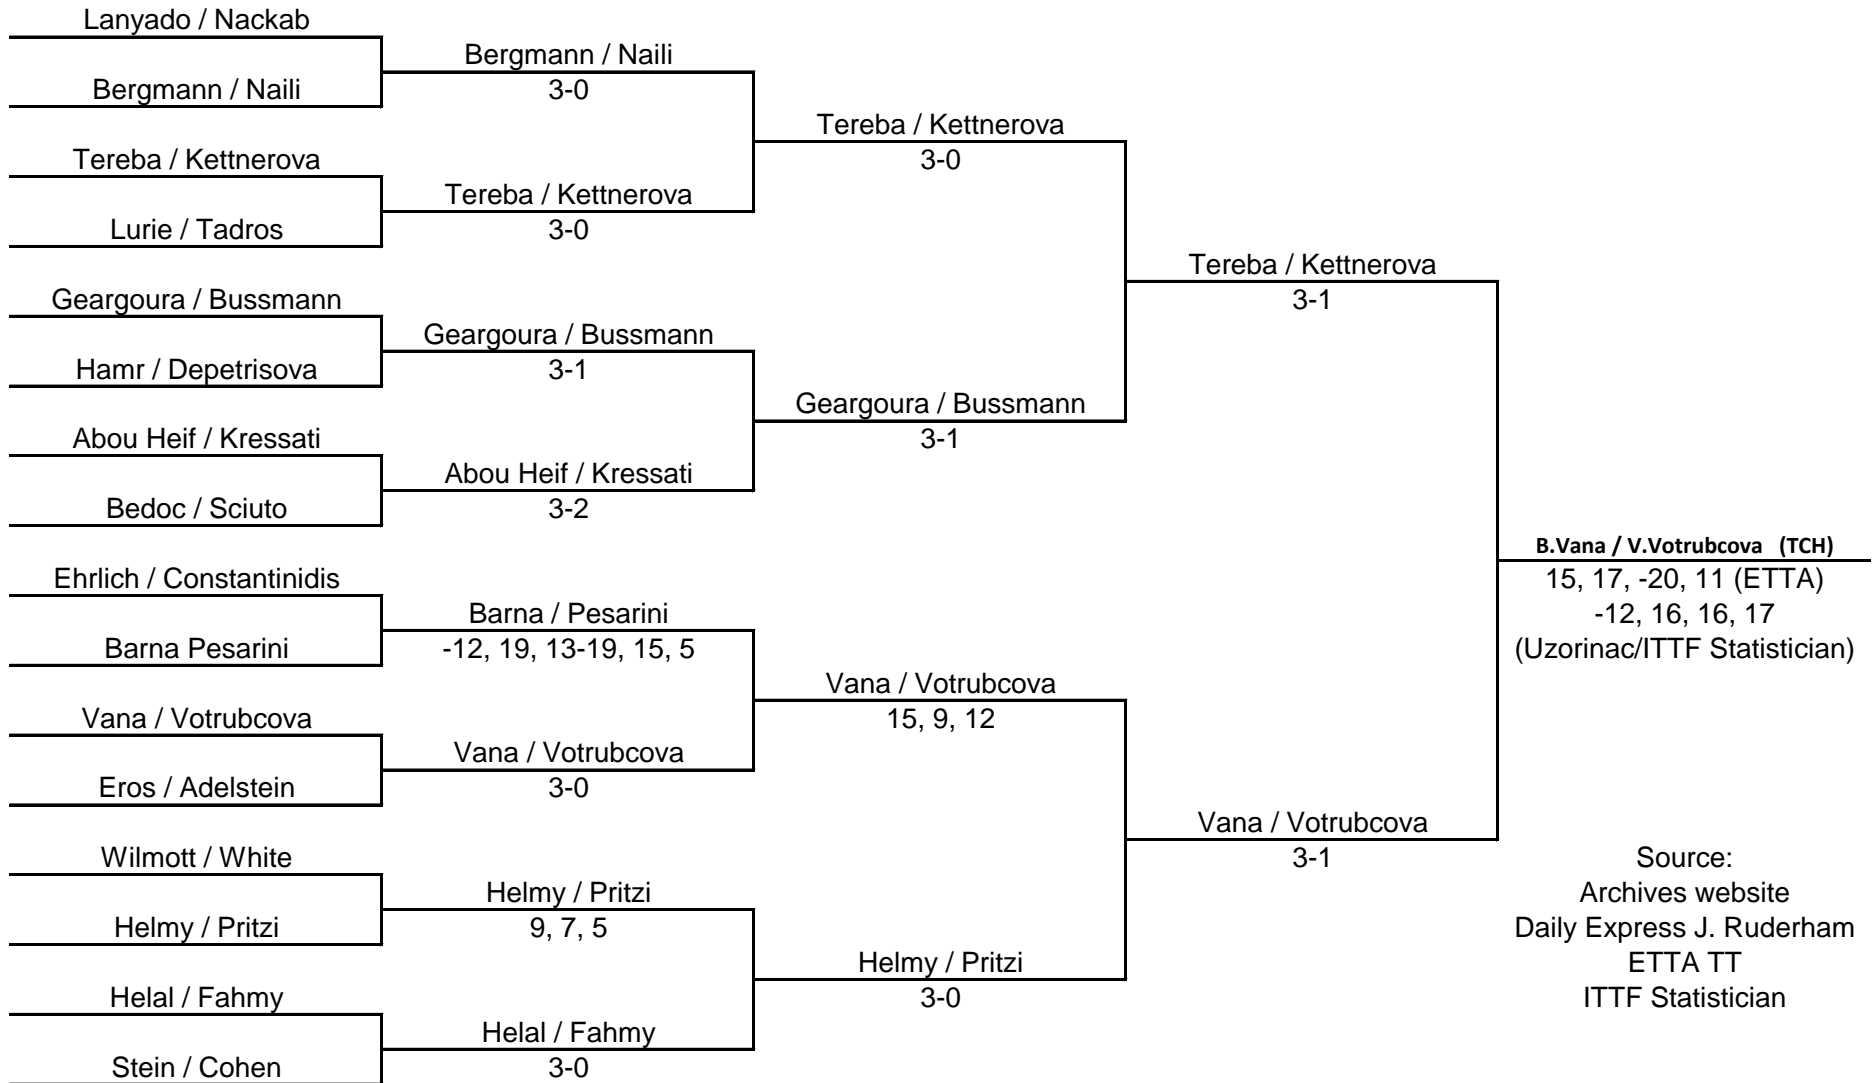 Lanyado / Nackab
Bergmann / Naili
Tereba / Kettnerova
Lurie / Tadros
Geargoura / Bussmann
Hamr / Depetrisova
Abou Heif / Kressati
Bedoc / Sciuto
Ehrlich / Constantinidis
Barna Pesarini
Vana / Votrubcova
Eros / Adelstein
Wilmott / White
Helmy / Pritzi
Helal / Fahmy
Stein / Cohen
Bergmann / Naili
3-0
Tereba / Kettnerova
3-0
Geargoura / Bussmann
3-1
Abou Heif / Kressati
3-2
Barna / Pesarini
-12, 19, 13-19, 15, 5
Vana / Votrubcova
3-0
Helmy / Pritzi
9, 7, 5
Helal / Fahmy
3-0
Tereba / Kettnerova
3-0
Geargoura / Bussmann
3-1
Vana / Votrubcova
15, 9, 12
Helmy / Pritzi
3-0
Tereba / Kettnerova
3-1
Vana / Votrubcova
3-1
B.Vana / V.Votrubcova (TCH)
15, 17, -20, 11 (ETTA)
-12, 16, 16, 17
(Uzorinac/ITTF Statistician)
Source:
Archives website
Daily Express J. Ruderham
ETTA TT
ITTF Statistician